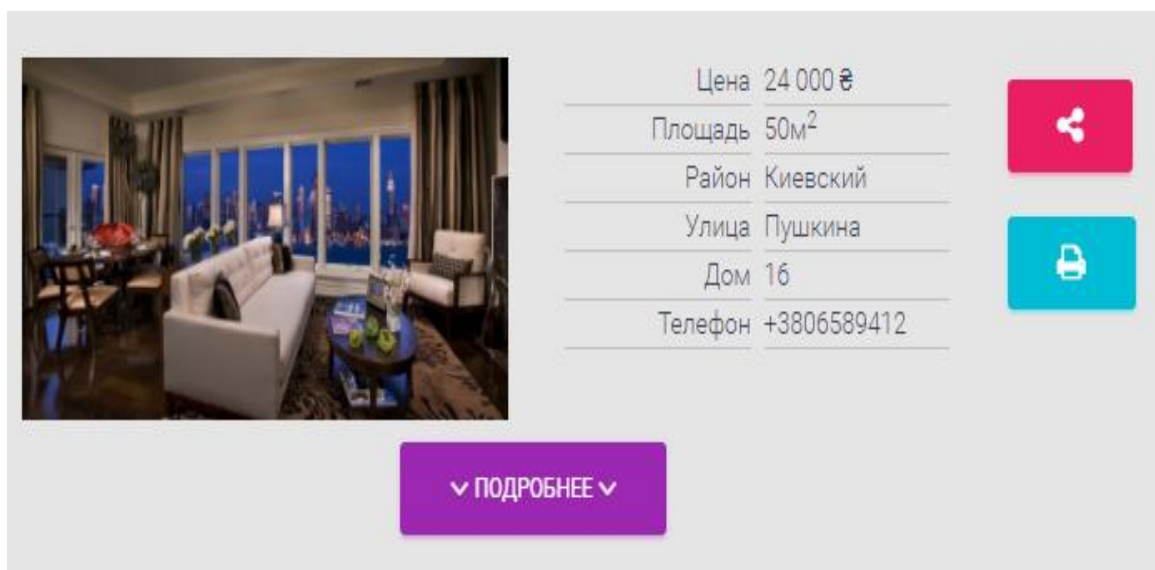 Цена 24 000 ₴
Площадь 50м²
Район Киевский
Улица Пушкина
Дом 16
Телефон +3806589412
ПОДРОБНЕЕ